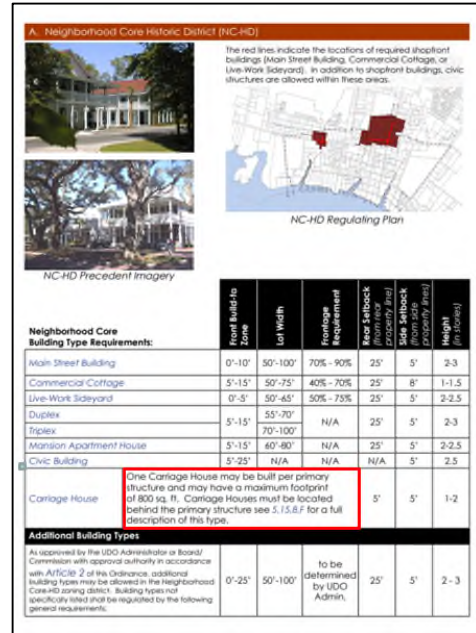 A. Neighborhood Core Historic District (NC-HD)
The red lines indicate the locations of required shopfront
buildings (Main Street Building, Commercial Cottage, or
Live-Work Sideyard). In addition to shopfront buildings, civic
structures are allowed within these areas.
NC-HD Regulating Plan
NC-HD Precedent Imagery
Neighborhood Core
Building Type Requirements:
Front Build-to
Zone
Lot Width
Frontage
Requirement
Rear Setback
(from rear
property line)
Side Setback
(from side
property lines)
Height
(in stories)
Main Street Building 0'-10' 50'-100' 70% - 90% 25' 5' 2-3
Commercial Cottage 5'-15' 50'-75' 40% - 70% 25' 8' 1-1.5
Live-Work Sideyard 0'-5' 50'-65' 50% - 75% 25' 5' 2-2.5
Duplex 5'-15' 55'-70' N/A 25' 5' 2-3
Triplex 70'-100'
Mansion Apartment House 5'-15' 60'-80' N/A 25' 5' 2-2.5
Civic Building 5'-25' N/A N/A N/A 5' 2.5
Carriage House
One Carriage House may be built per primary
structure and may have a maximum footprint
of 800 sq. ft. Carriage Houses must be located
behind the primary structure see 5.15.8.F for a full
description of this type.
5' 5' 1-2
Additional Building Types
As approved by the UDO Administrator or Board/
Commission with approval authority in accordance
with Article 2 of this Ordinance, additional
building types may be allowed in the Neighborhood
Core-HD zoning district. Building types not
specifically listed shall be regulated by the following
general requirements:
0'-25' 50'-100'
to be
determined
by UDO
Admin.
25' 5' 2 - 3